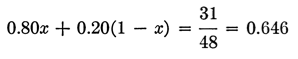 0.80x + 0.20(1 − x) = 31/48 = 0.646